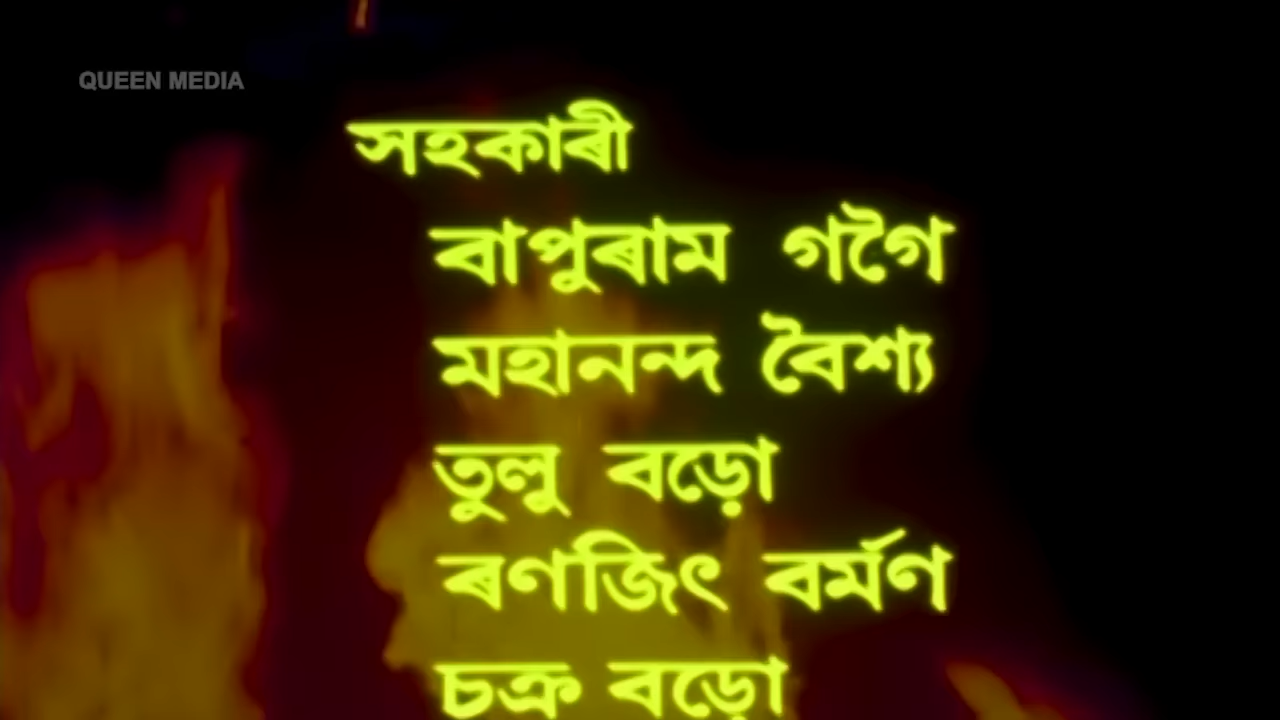 QUEEN MEDIA
সহকাৰী
বাপুৰাম গগৈ
মহানন্দ বৈশ্য
তুলু বড়ো
ৰণজিৎ বৰ্মণ
চক্ৰ বড়ো